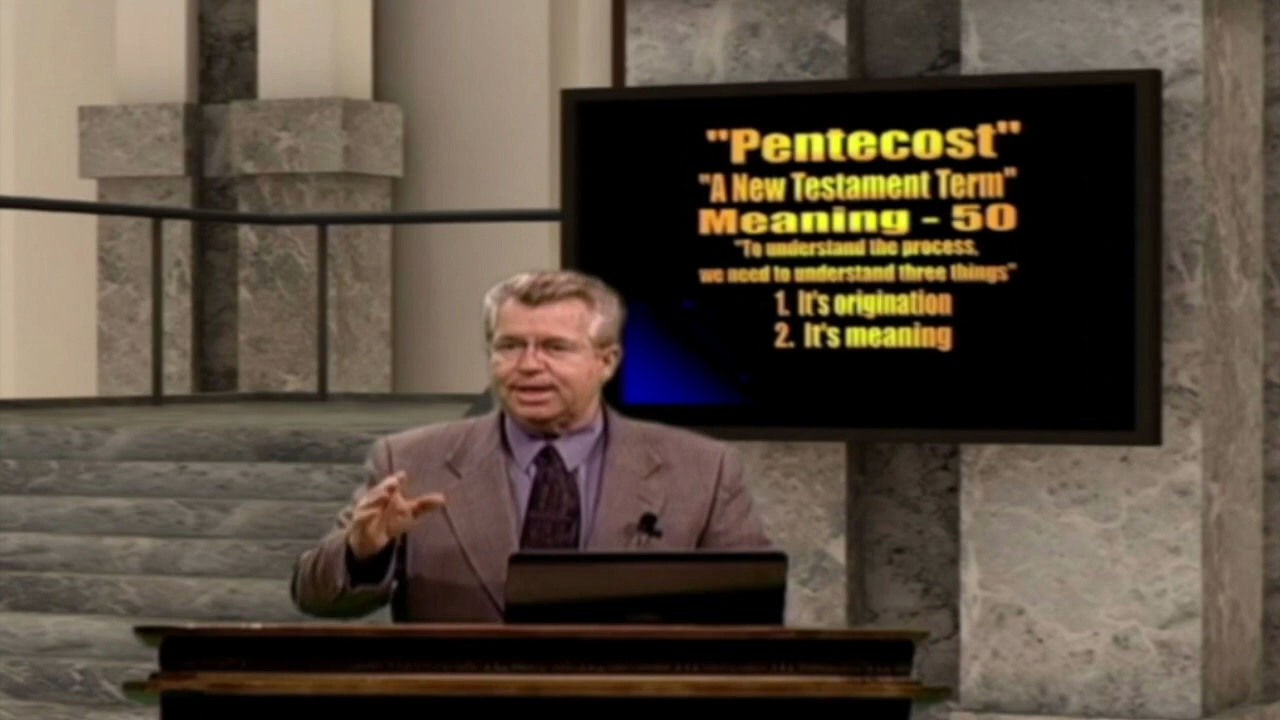 "Pentecost"
"A New Testament Term"
Meaning - 50
"To understand the process,
we need to understand three things"
1. It's origination
2. It's meaning